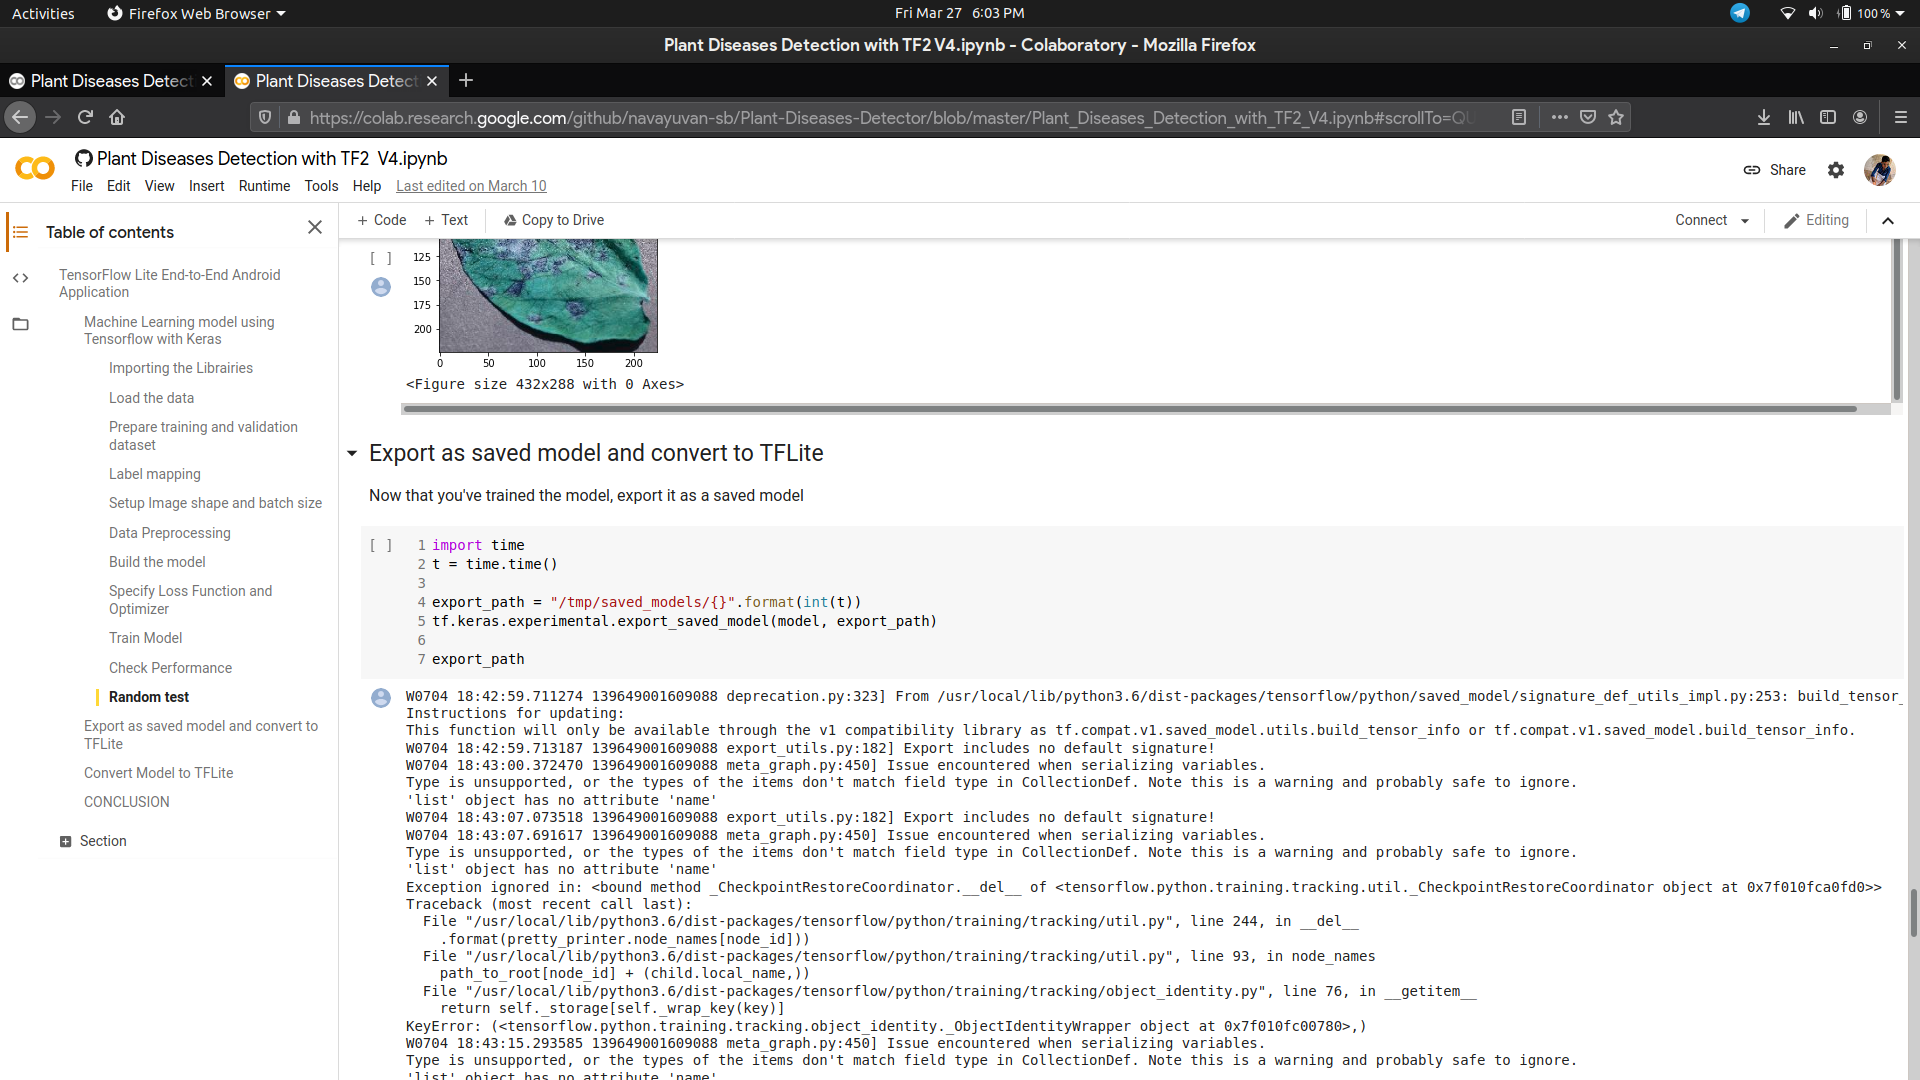 Activities
Firefox Web Browser
Fri Mar 27 6:03 PM
100 %
Plant Diseases Detection with TF2 V4.ipynb - Colaboratory - Mozilla Firefox
Plant Diseases Detect
Plant Diseases Detect
https://colab.research.google.com/github/navayuvan-sb/Plant-Diseases-Detector/blob/master/Plant_Diseases_Detection_with_TF2_V4.ipynb#scrollTo=QU
Plant Diseases Detection with TF2 V4.ipynb
File Edit View Insert Runtime Tools Help Last edited on March 10
Share
Table of contents
TensorFlow Lite End-to-End Android
Application
Machine Learning model using
Tensorflow with Keras
Importing the Librairies
Load the data
Prepare training and validation
dataset
Label mapping
Setup Image shape and batch size
Data Preprocessing
Build the model
Specify Loss Function and
Optimizer
Train Model
Check Performance
Random test
Export as saved model and convert to
TFLite
Convert Model to TFLite
CONCLUSION
Section
+ Code + Text Copy to Drive
Connect
Editing
[ ]
125
150
175
200
0 50 100 150 200
<Figure size 432x288 with 0 Axes>
Export as saved model and convert to TFLite
Now that you've trained the model, export it as a saved model
[ ]
1 import time
2 t = time.time()
3
4 export_path = "/tmp/saved_models/{}".format(int(t))
5 tf.keras.experimental.export_saved_model(model, export_path)
6
7 export_path
W0704 18:42:59.711274 139649001609088 deprecation.py:323] From /usr/local/lib/python3.6/dist-packages/tensorflow/python/saved_model/signature_def_utils_impl.py:253: build_tensor_
Instructions for updating:
This function will only be available through the v1 compatibility library as tf.compat.v1.saved_model.utils.build_tensor_info or tf.compat.v1.saved_model.build_tensor_info.
W0704 18:42:59.713187 139649001609088 export_utils.py:182] Export includes no default signature!
W0704 18:43:00.372470 139649001609088 meta_graph.py:450] Issue encountered when serializing variables.
Type is unsupported, or the types of the items don't match field type in CollectionDef. Note this is a warning and probably safe to ignore.
'list' object has no attribute 'name'
W0704 18:43:07.073518 139649001609088 export_utils.py:182] Export includes no default signature!
W0704 18:43:07.691617 139649001609088 meta_graph.py:450] Issue encountered when serializing variables.
Type is unsupported, or the types of the items don't match field type in CollectionDef. Note this is a warning and probably safe to ignore.
'list' object has no attribute 'name'
Exception ignored in: <bound method _CheckpointRestoreCoordinator.__del__ of <tensorflow.python.training.tracking.util._CheckpointRestoreCoordinator object at 0x7f010fca0fd0>>
Traceback (most recent call last):
File "/usr/local/lib/python3.6/dist-packages/tensorflow/python/training/tracking/util.py", line 244, in __del__
.format(pretty_printer.node_names[node_id]))
File "/usr/local/lib/python3.6/dist-packages/tensorflow/python/training/tracking/util.py", line 93, in node_names
path_to_root[node_id] + (child.local_name,))
File "/usr/local/lib/python3.6/dist-packages/tensorflow/python/training/tracking/object_identity.py", line 76, in __getitem__
return self._storage[self._wrap_key(key)]
KeyError: (<tensorflow.python.training.tracking.object_identity._ObjectIdentityWrapper object at 0x7f010fc00780>,)
W0704 18:43:15.293585 139649001609088 meta_graph.py:450] Issue encountered when serializing variables.
Type is unsupported, or the types of the items don't match field type in CollectionDef. Note this is a warning and probably safe to ignore.
'list' object has no attribute 'name'